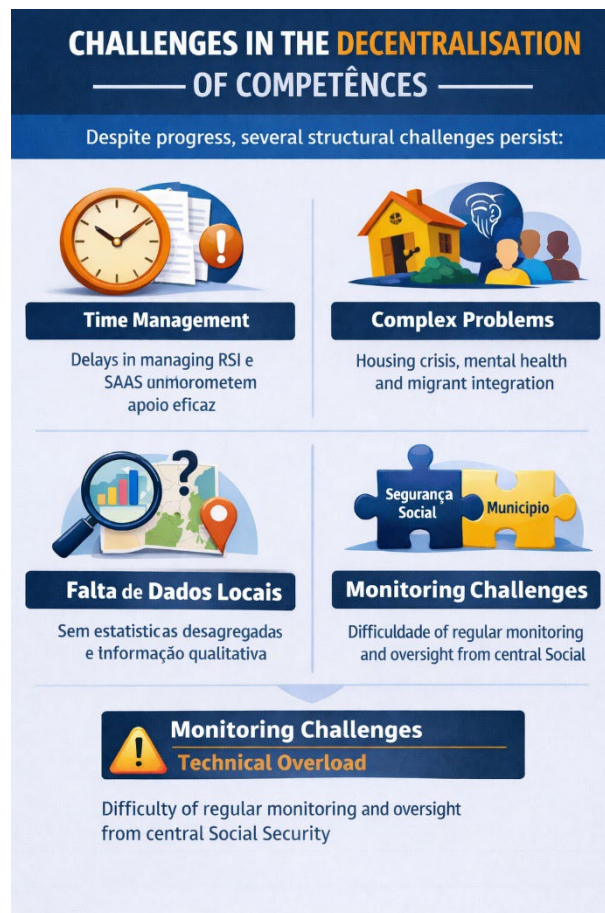 CHALLENGES IN THE DECENTRALISATION
OF COMPETÊNCES
Despite progress, several structural challenges persist:
Time Management
Delays in managing RSI e
SAAS unmorometem
apoio eficaz
Complex Problems
Housing crisis, mental health
and migrant integration
Falta de Dados Locais
Sem estatisticas desagregadas
e informação qualitativa
Segurança
Social
Municipio
Monitoring Challenges
Difficuldade of regular monitoring
and oversight from central Social
Monitoring Challenges
Technical Overload
Difficulty of regular monitoring and oversight
from central Social Security